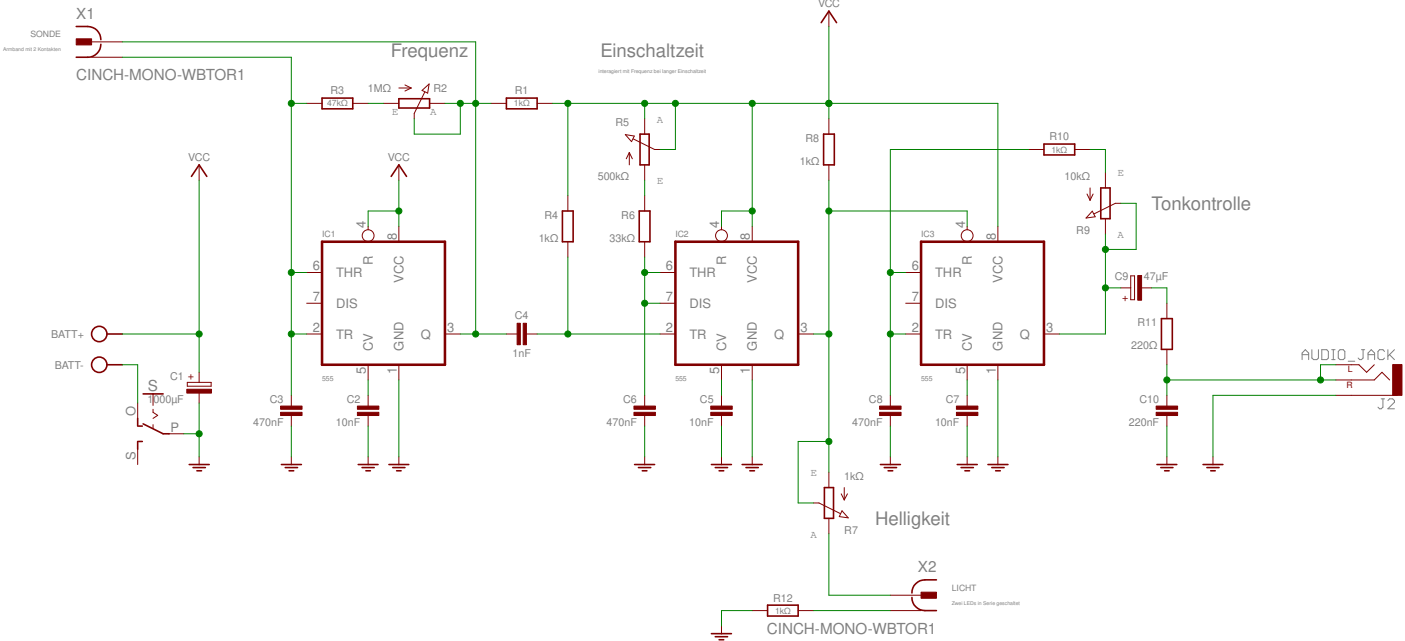 X1
SONDE
Armband mit 2 Kontakten
CINCH-MONO-WBTOR1
Frequenz
Einschaltzeit
interagiert mit Frequenz bei langer Einschaltzeit
VCC
R3
47kΩ
1MΩ
R2
E
A
R1
1kΩ
R5
A
500kΩ
E
R8
1kΩ
R10
1kΩ
10kΩ
E
R9
A
Tonkontrolle
VCC
VCC
R4
1kΩ
R6
33kΩ
IC1
4
8
6
THR
R
VCC
7
DIS
2
TR
CV
GND
Q
3
5
1
555
IC2
4
8
6
THR
R
VCC
7
DIS
2
TR
CV
GND
Q
3
5
1
555
IC3
4
8
6
THR
R
VCC
7
DIS
2
TR
CV
GND
Q
3
5
1
555
C9
47µF
+
R11
220Ω
C4
1nF
BATT+
BATT-
C1
+
1000µF
S
O
P
S
C3
470nF
C2
10nF
C6
470nF
C5
10nF
C8
470nF
C7
10nF
C10
220nF
AUDIO_JACK
L
R
J2
E
1kΩ
R7
A
Helligkeit
X2
LICHT
Zwei LEDs in Serie geschaltet
R12
1kΩ
CINCH-MONO-WBTOR1